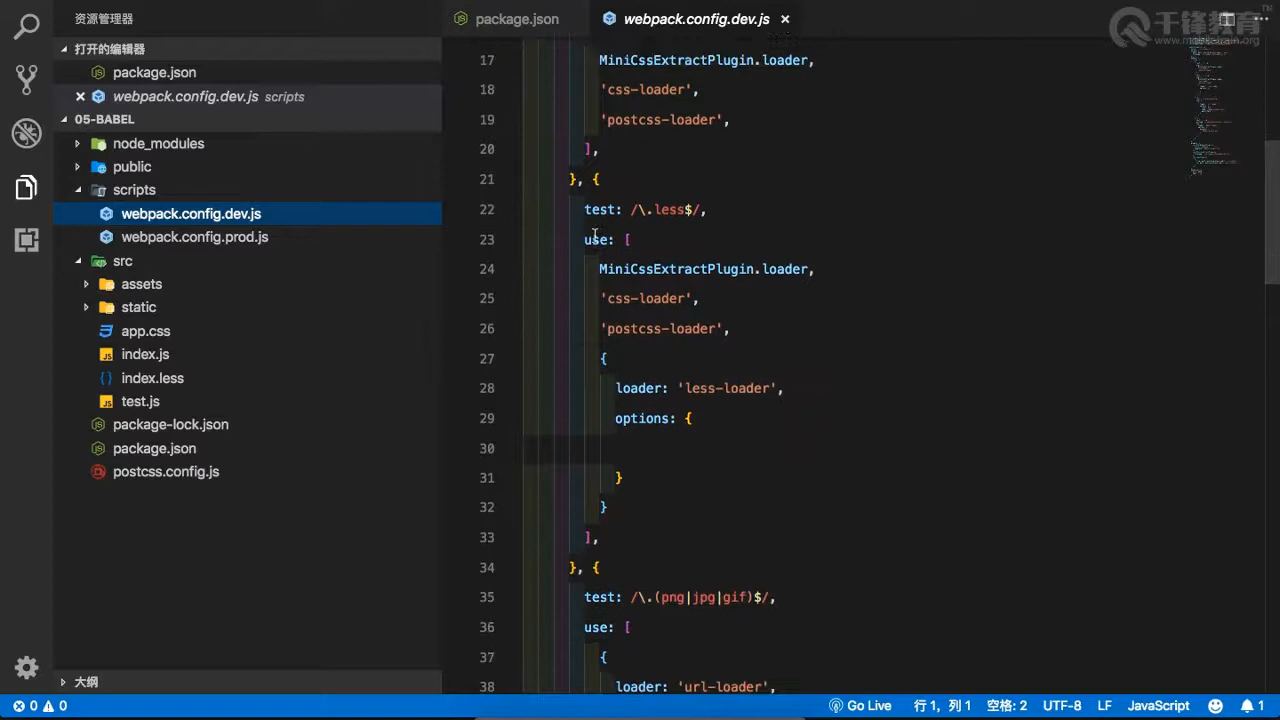 资源管理器
打开的编辑器
package.json
webpack.config.dev.js scripts
05-BABEL
node_modules
public
scripts
webpack.config.dev.js
webpack.config.prod.js
src
assets
static
app.css
index.js
index.less
test.js
package-lock.json
package.json
postcss.config.js
大纲
package.json
webpack.config.dev.js
千锋教育
www.mobiletrain.org
17 MiniCssExtractPlugin.loader,
18 'css-loader',
19 'postcss-loader',
20 ],
21 }, {
22 test: /\.less$/,
23 use: [
24 MiniCssExtractPlugin.loader,
25 'css-loader',
26 'postcss-loader',
27 {
28 loader: 'less-loader',
29 options: {
30
31 }
32 }
33 ],
34 }, {
35 test: /\.(png|jpg|gif)$/,
36 use: [
37 {
38 loader: 'url-loader',
0 0
Go Live 行 1, 列 1 空格: 2 UTF-8 LF JavaScript 1